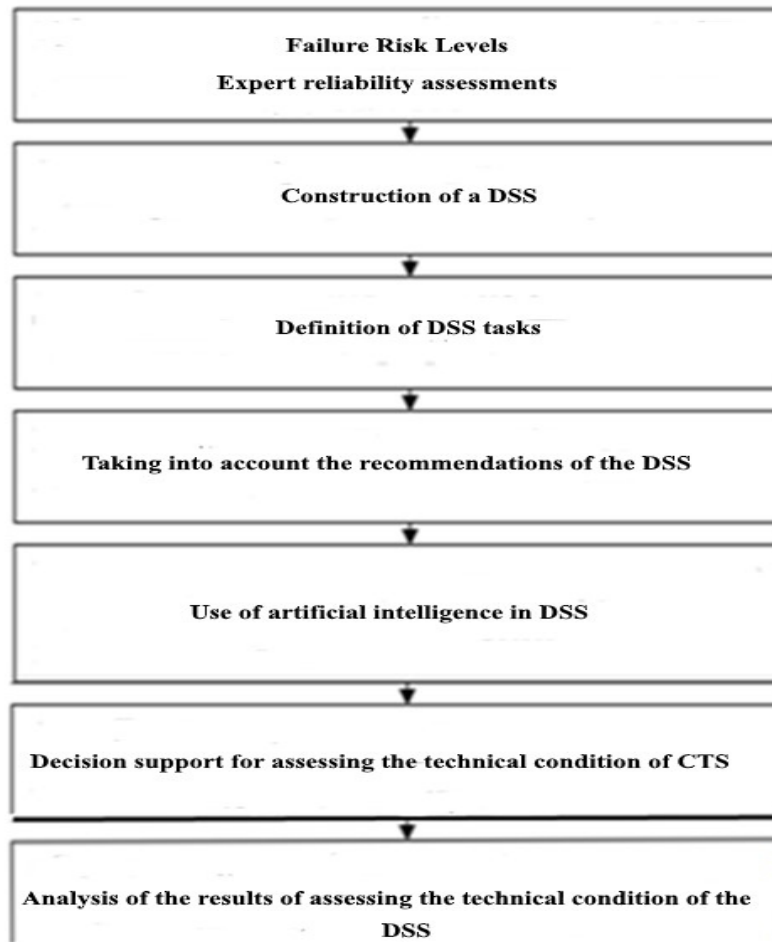 Failure Risk Levels
Expert reliability assessments
Construction of a DSS
Definition of DSS tasks
Taking into account the recommendations of the DSS
Use of artificial intelligence in DSS
Decision support for assessing the technical condition of CTS
Analysis of the results of assessing the technical condition of the
DSS